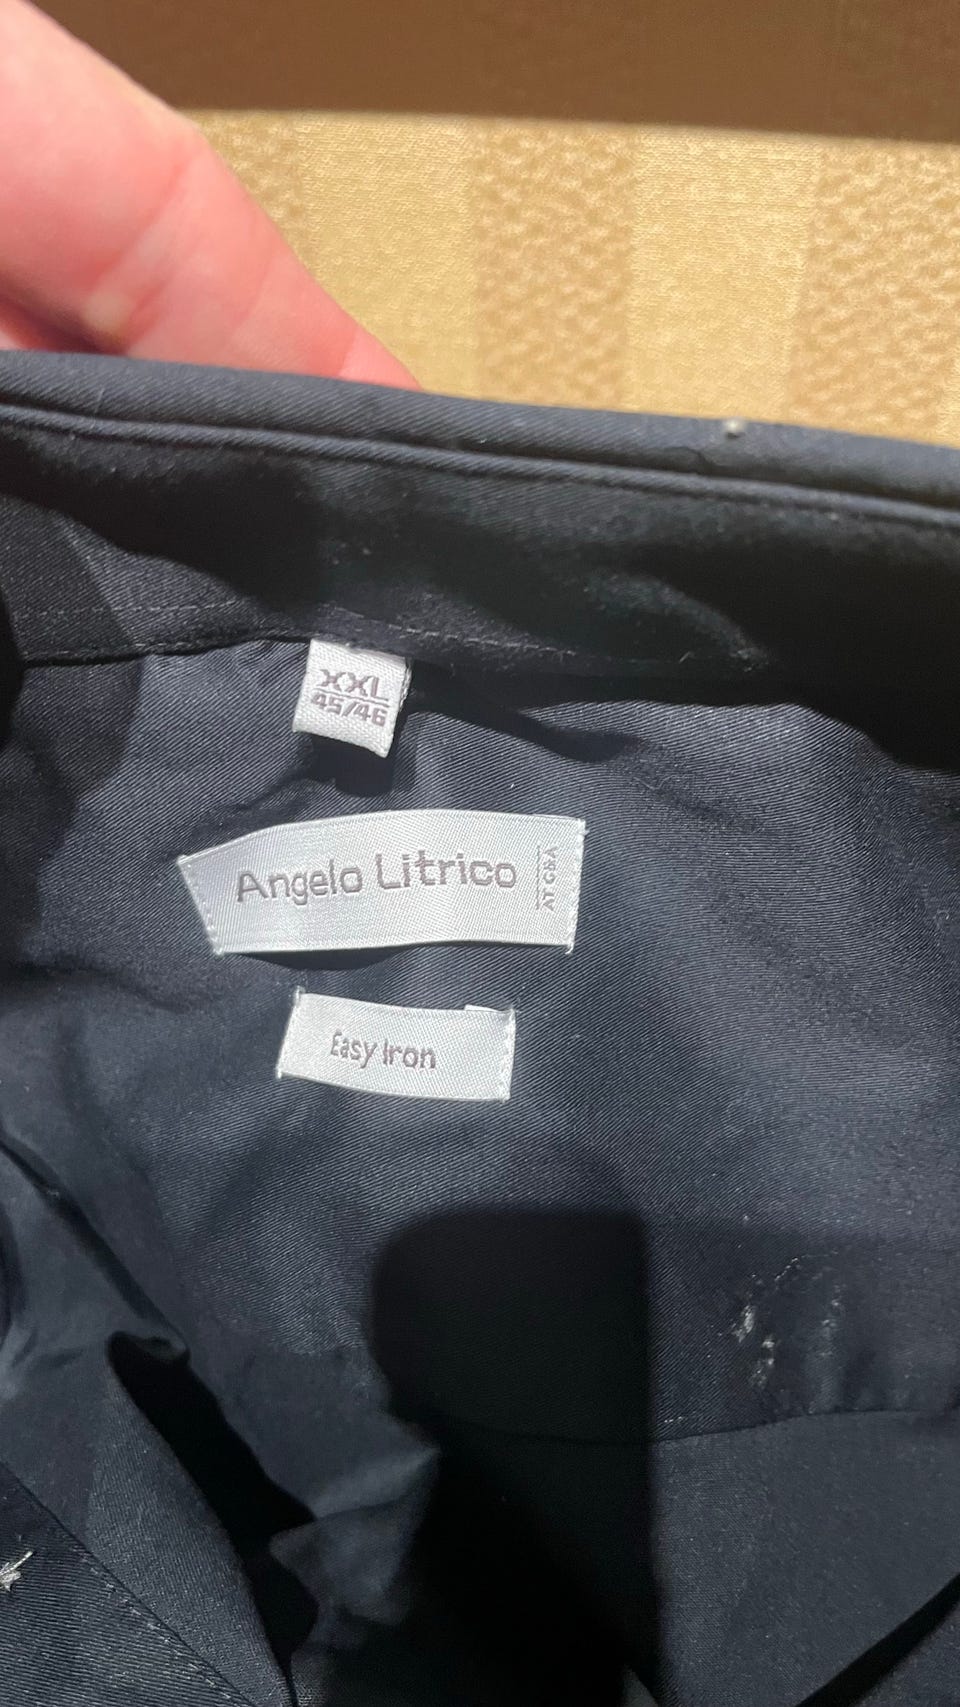 XXL
45/46
Angelo Litrico
AT C&A
Easy Iron